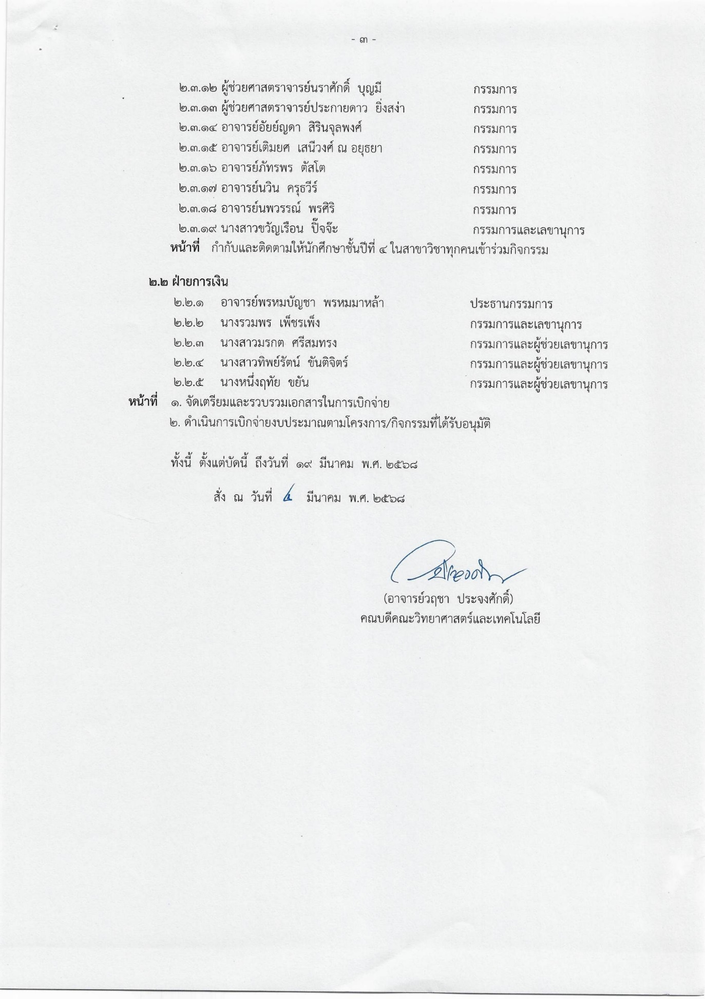 - ๓ -
๒.๓.๑๒ ผู้ช่วยศาสตราจารย์นราศักดิ์ บุญมี กรรมการ
๒.๓.๑๓ ผู้ช่วยศาสตราจารย์ประกายดาว ยิ่งสง่า กรรมการ
๒.๓.๑๔ อาจารย์อัยย์ญดา สิรินจุลพงศ์ กรรมการ
๒.๓.๑๕ อาจารย์เติมยศ เสนีวงศ์ ณ อยุธยา กรรมการ
๒.๓.๑๖ อาจารย์ภัทรพร ตัสโต กรรมการ
๒.๓.๑๗ อาจารย์นวิน ครุธวีร์ กรรมการ
๒.๓.๑๘ อาจารย์นพวรรณ์ พรศิริ กรรมการ
๒.๓.๑๙ นางสาวขวัญเรือน ปิ๊จจ๊ะ กรรมการและเลขานุการ
หน้าที่ กำกับและติดตามให้นักศึกษาชั้นปีที่ ๔ ในสาขาวิชาทุกคนเข้าร่วมกิจกรรม
๒.๒ ฝ่ายการเงิน
๒.๒.๑ อาจารย์พรหมบัญชา พรหมมาหล้า ประธานกรรมการ
๒.๒.๒ นางรวมพร เพ็ชรเพ็ง กรรมการและเลขานุการ
๒.๒.๓ นางสาวมรกต ศรีสมทรง กรรมการและผู้ช่วยเลขานุการ
๒.๒.๔ นางสาวทิพย์รัตน์ ขันติจิตร์ กรรมการและผู้ช่วยเลขานุการ
๒.๒.๕ นางหนึ่งฤทัย ขยัน กรรมการและผู้ช่วยเลขานุการ
หน้าที่ ๑. จัดเตรียมและรวบรวมเอกสารในการเบิกจ่าย
๒. ดำเนินการเบิกจ่ายงบประมาณตามโครงการ/กิจกรรมที่ได้รับอนุมัติ
ทั้งนี้ ตั้งแต่บัดนี้ ถึงวันที่ ๑๙ มีนาคม พ.ศ. ๒๕๖๘
สั่ง ณ วันที่ ๔ มีนาคม พ.ศ. ๒๕๖๘
(อาจารย์วฤชา ประจงศักดิ์)
คณบดีคณะวิทยาศาสตร์และเทคโนโลยี